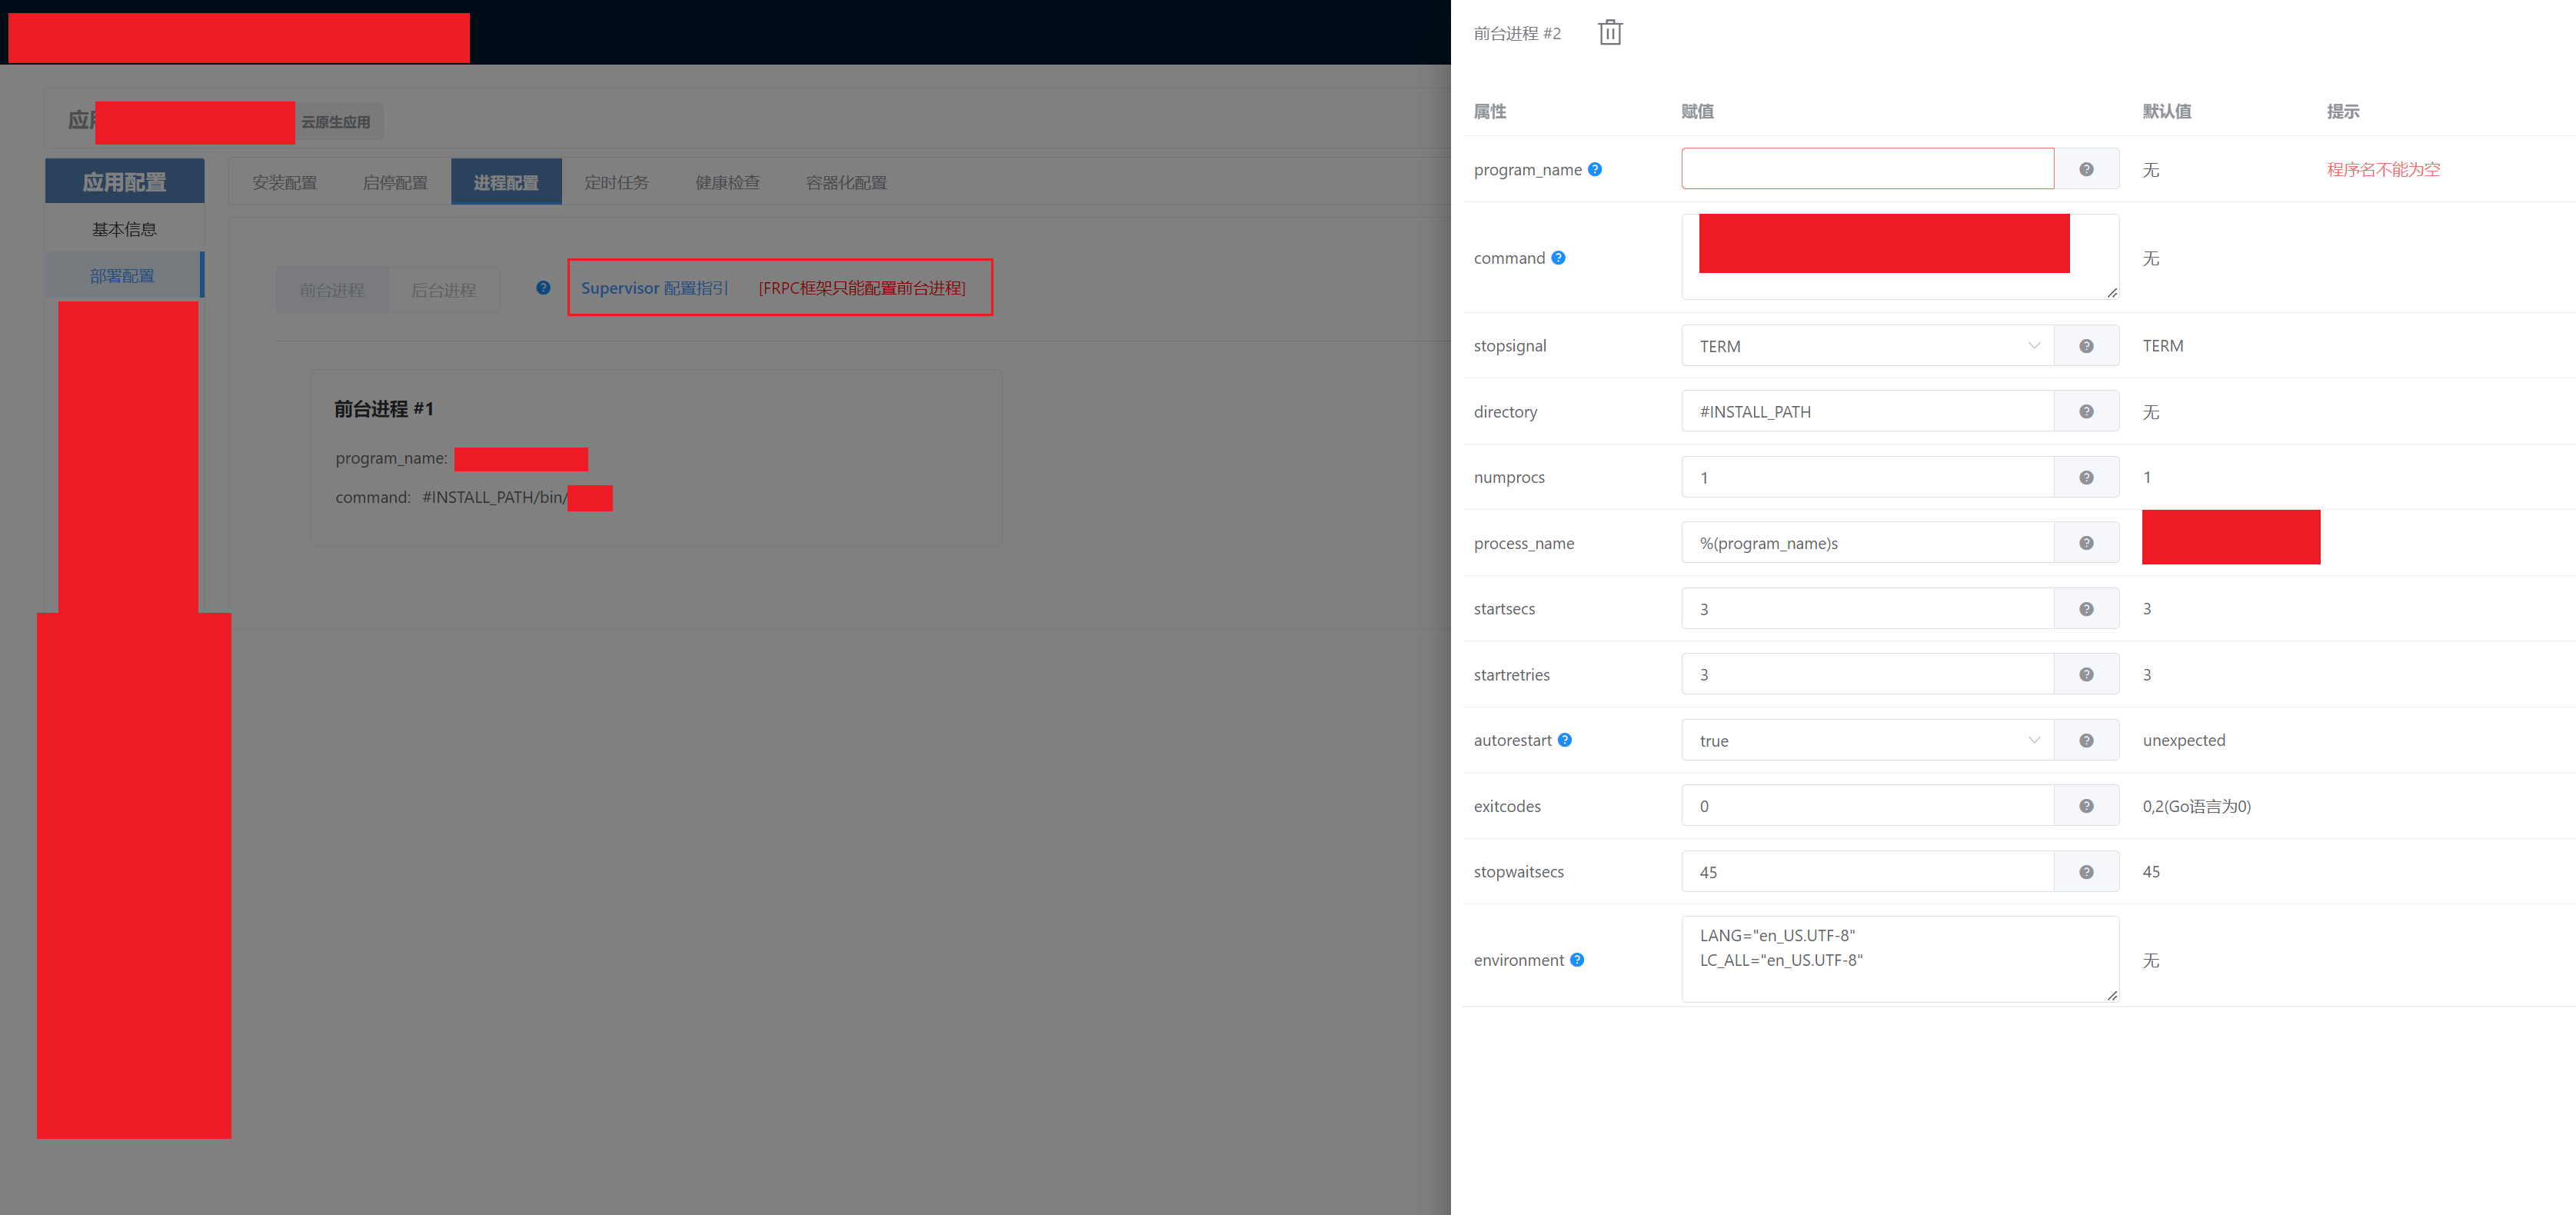 云原生应用
应用配置
基本信息
部署配置
安装配置
启停配置
进程配置
定时任务
健康检查
容器化配置
前台进程
后台进程
Supervisor 配置指引
[FRPC框架只能配置前台进程]
前台进程 #1
program_name:
command: #INSTALL_PATH/bin/
前台进程 #2
属性 赋值 默认值 提示
program_name 无 程序名不能为空
command 无
stopsignal TERM TERM
directory #INSTALL_PATH 无
numprocs 1 1
process_name %(program_name)s
startsecs 3 3
startretries 3 3
autorestart true unexpected
exitcodes 0 0,2(Go语言为0)
stopwaitsecs 45 45
environment
LANG="en_US.UTF-8"
LC_ALL="en_US.UTF-8"
无